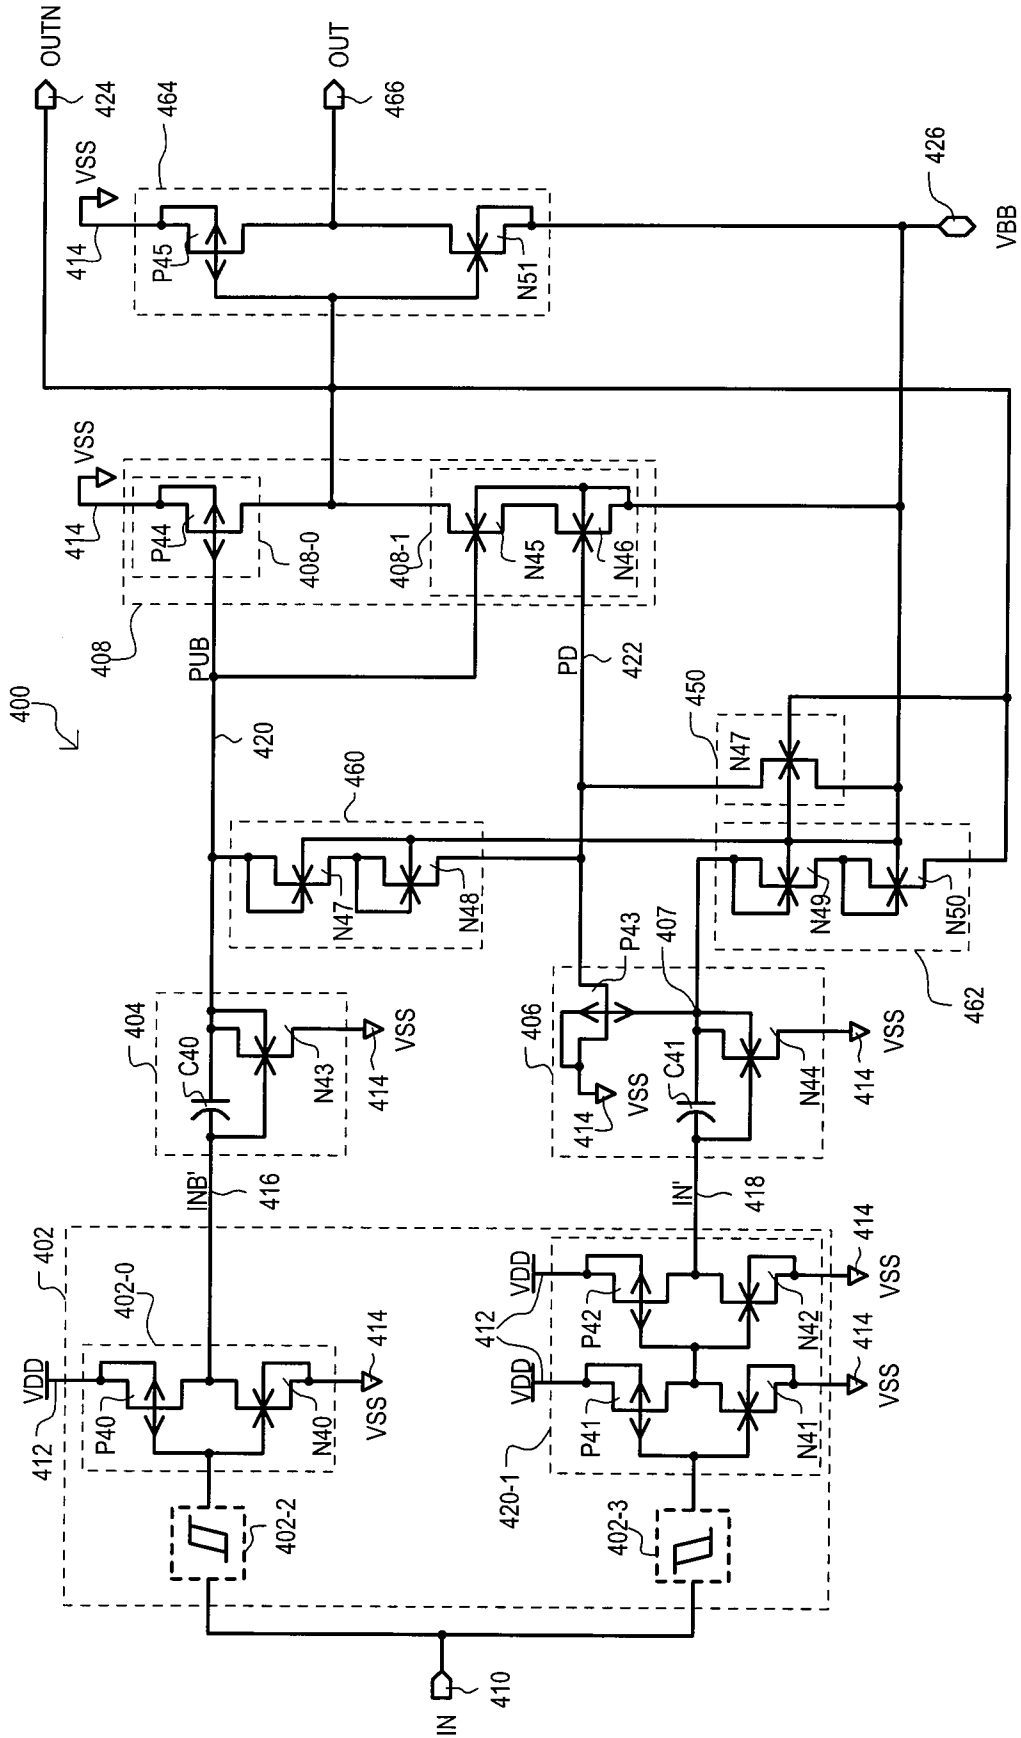 400
IN
410
402
402-2
402-0
VDD
412
P40
N40
414
VSS
402-3
420-1
VDD
VDD
412
P41
P42
N41
N42
414
VSS
414
VSS
INB'
416
IN'
418
404
C40
N43
414
VSS
406
414
VSS
P43
407
C41
N44
414
VSS
460
N47
N48
420
PUB
462
N49
N50
450
N47
PD
422
408
408-0
P44
414
VSS
408-1
N45
N46
464
P45
414
VSS
N51
OUTN
424
OUT
466
426
VBB